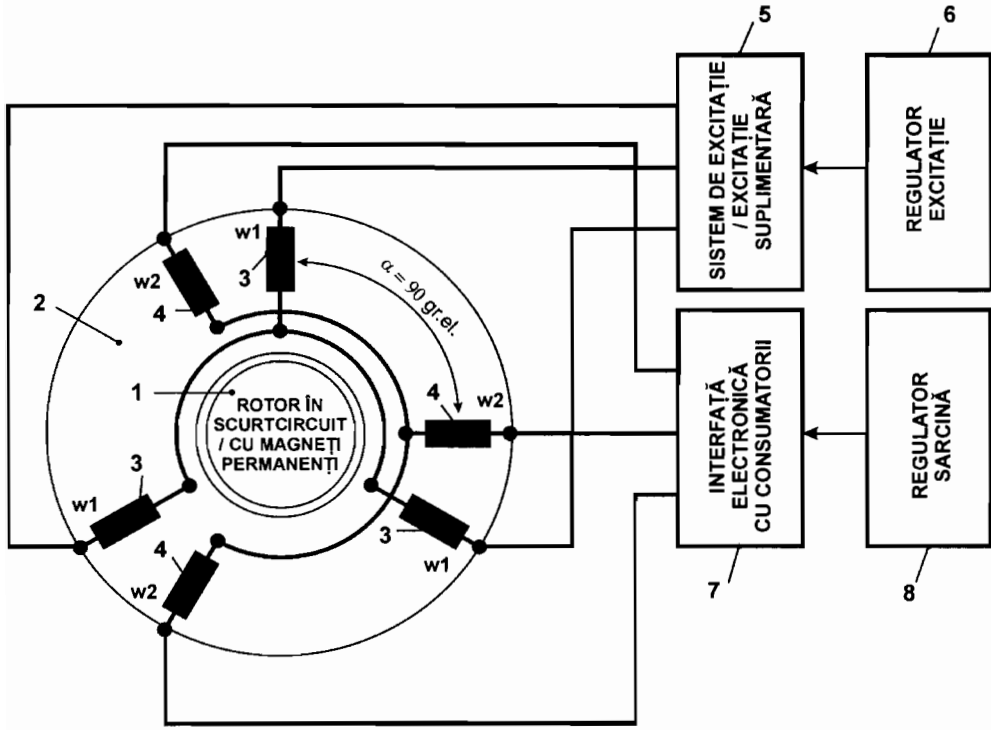 5
6
SISTEM DE EXCITAȚIE
/ EXCITAȚIE
SUPLIMENTARĂ
REGULATOR
EXCITAȚIE
w1
3
w2
4
α = 90 gr.el.
2
1
ROTOR ÎN
SCURTCIRCUIT
/ CU MAGNEȚI
PERMANENȚI
4
w2
INTERFAȚĂ
ELECTRONICĂ
CU CONSUMATORII
REGULATOR
SARCINĂ
3
w1
3
w1
4
w2
7
8